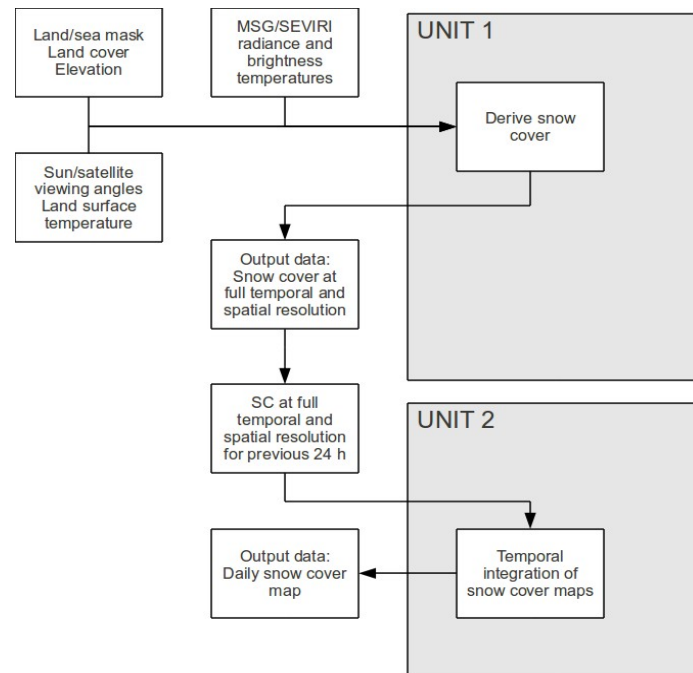 Land/sea mask
Land cover
Elevation
MSG/SEVIRI
radiance and
brightness
temperatures
UNIT 1
Derive snow
cover
Sun/satellite
viewing angles
Land surface
temperature
Output data:
Snow cover at
full temporal and
spatial resolution
SC at full
temporal and
spatial resolution
for previous 24 h
UNIT 2
Output data:
Daily snow cover
map
Temporal
integration of
snow cover maps